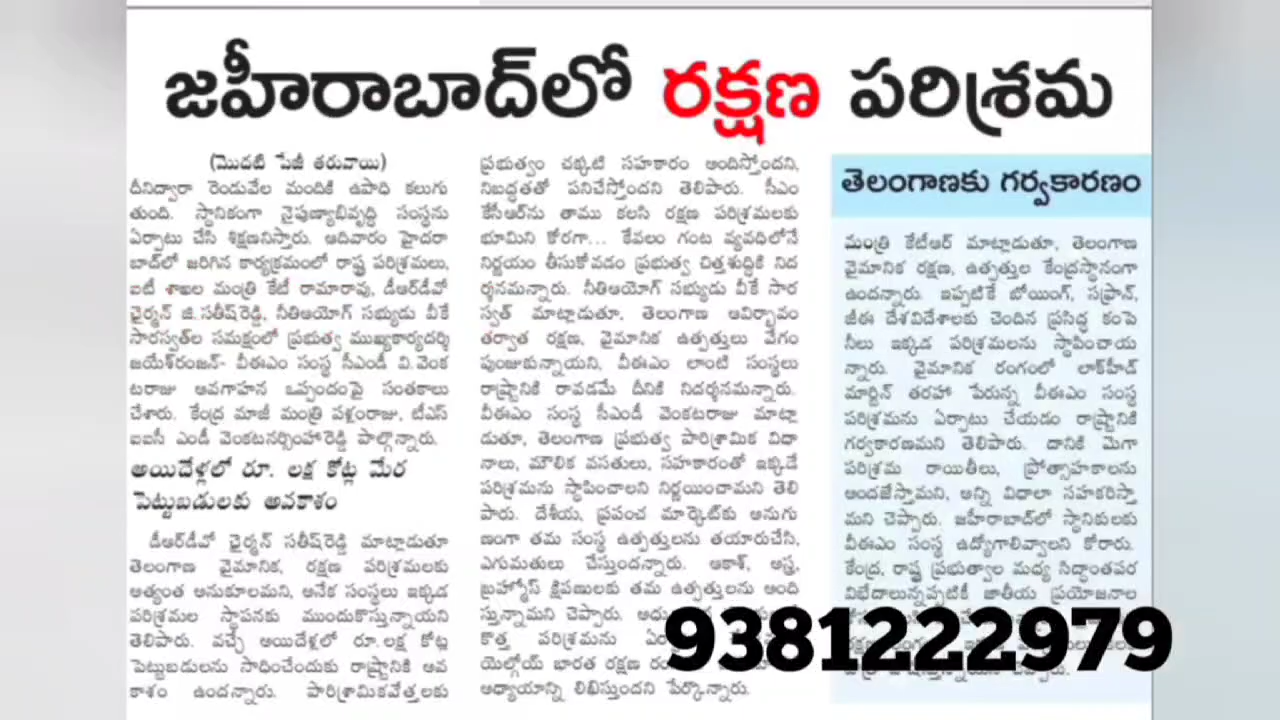 జహీరాబాద్‌లో రక్షణ పరిశ్రమ
(మొదటి పేజీ తరువాయి)
దీనిద్వారా రెండువేల మందికి ఉపాధి కలుగు
తుంది. స్థానికంగా నైపుణ్యాభివృద్ధి సంస్థను
ఏర్పాటు చేసి శిక్షణనిస్తారు. ఆదివారం హైదరా
బాద్‌లో జరిగిన కార్యక్రమంలో రాష్ట్ర పరిశ్రమలు,
ఐటీ శాఖల మంత్రి కేటీ రామారావు, డీఆర్‌డీవో
ఛైర్మన్ జి.సతీష్‌రెడ్డి, నీతిఆయోగ్ సభ్యుడు వీకే
సారస్వత్‌ల సమక్షంలో ప్రభుత్వ ముఖ్యకార్యదర్శి
జయేశ్‌రంజన్- వీఈఎం సంస్థ సీఎండీ వి.వెంక
టరాజు అవగాహన ఒప్పందంపై సంతకాలు
చేశారు. కేంద్ర మాజీ మంత్రి పళ్లంరాజు, టీఎస్
ఐఐసీ ఎండీ వెంకటనర్సింహారెడ్డి పాల్గొన్నారు.
అయిదేళ్లలో రూ. లక్ష కోట్ల మేర
పెట్టుబడులకు అవకాశం
డీఆర్‌డీవో ఛైర్మన్ సతీష్‌రెడ్డి మాట్లాడుతూ
తెలంగాణ వైమానిక, రక్షణ పరిశ్రమలకు
అత్యంత అనుకూలమని, అనేక సంస్థలు ఇక్కడ
పరిశ్రమల స్థాపనకు ముందుకొస్తున్నాయని
తెలిపారు. వచ్చే అయిదేళ్లలో రూ.లక్ష కోట్ల
పెట్టుబడులను సాధించేందుకు రాష్ట్రానికి అవ
కాశం ఉందన్నారు. పారిశ్రామికవేత్తలకు
ప్రభుత్వం చక్కటి సహకారం అందిస్తోందని,
నిబద్ధతతో పనిచేస్తోందని తెలిపారు. సీఎం
కేసీఆర్‌ను తాము కలసి రక్షణ పరిశ్రమలకు
భూమిని కోరగా... కేవలం గంట వ్యవధిలోనే
నిర్ణయం తీసుకోవడం ప్రభుత్వ చిత్తశుద్ధికి నిద
ర్శనమన్నారు. నీతిఆయోగ్ సభ్యుడు వీకే సార
స్వత్ మాట్లాడుతూ, తెలంగాణ ఆవిర్భావం
తర్వాత రక్షణ, వైమానిక ఉత్పత్తులు వేగం
పుంజుకున్నాయని, వీఈఎం లాంటి సంస్థలు
రాష్ట్రానికి రావడమే దీనికి నిదర్శనమన్నారు.
వీఈఎం సంస్థ సీఎండీ వెంకటరాజు మాట్లా
డుతూ, తెలంగాణ ప్రభుత్వ పారిశ్రామిక విధా
నాలు, మౌలిక వసతులు, సహకారంతో ఇక్కడే
పరిశ్రమను స్థాపించాలని నిర్ణయించామని తెలి
పారు. దేశీయ, ప్రపంచ మార్కెట్‌కు అనుగు
ణంగా తమ సంస్థ ఉత్పత్తులను తయారుచేసి,
ఎగుమతులు చేస్తుందన్నారు. ఆకాశ్, అస్త్ర,
బ్రహ్మోస్ క్షిపణులకు తమ ఉత్పత్తులను అంది
స్తున్నామని చెప్పారు.
కొత్త పరిశ్రమను
యెల్గోయ్ భారత రక్షణ
అధ్యాయాన్ని లిఖిస్తుందని పేర్కొన్నారు.
తెలంగాణకు గర్వకారణం
మంత్రి కేటీఆర్ మాట్లాడుతూ, తెలంగాణ
వైమానిక రక్షణ, ఉత్పత్తుల కేంద్రస్థానంగా
ఉందన్నారు. ఇప్పటికే బోయింగ్, సఫ్రాన్,
జీఈ దేశవిదేశాలకు చెందిన ప్రసిద్ధ కంపె
నీలు ఇక్కడ పరిశ్రమలను స్థాపించాయ
న్నారు. వైమానిక రంగంలో లాక్‌హీడ్
మార్టిన్ తరహా పేరున్న వీఈఎం సంస్థ
పరిశ్రమను ఏర్పాటు చేయడం రాష్ట్రానికి
గర్వకారణమని తెలిపారు. దానికి మెగా
పరిశ్రమ రాయితీలు, ప్రోత్సాహకాలను
అందజేస్తామని, అన్ని విధాలా సహకరిస్తా
మని చెప్పారు. జహీరాబాద్‌లో స్థానికులకు
వీఈఎం సంస్థ ఉద్యోగాలివ్వాలని కోరారు.
కేంద్ర, రాష్ట్ర ప్రభుత్వాల మధ్య సిద్ధాంతపర
విభేదాలున్నప్పటికీ జాతీయ ప్రయోజనాల
9381222979